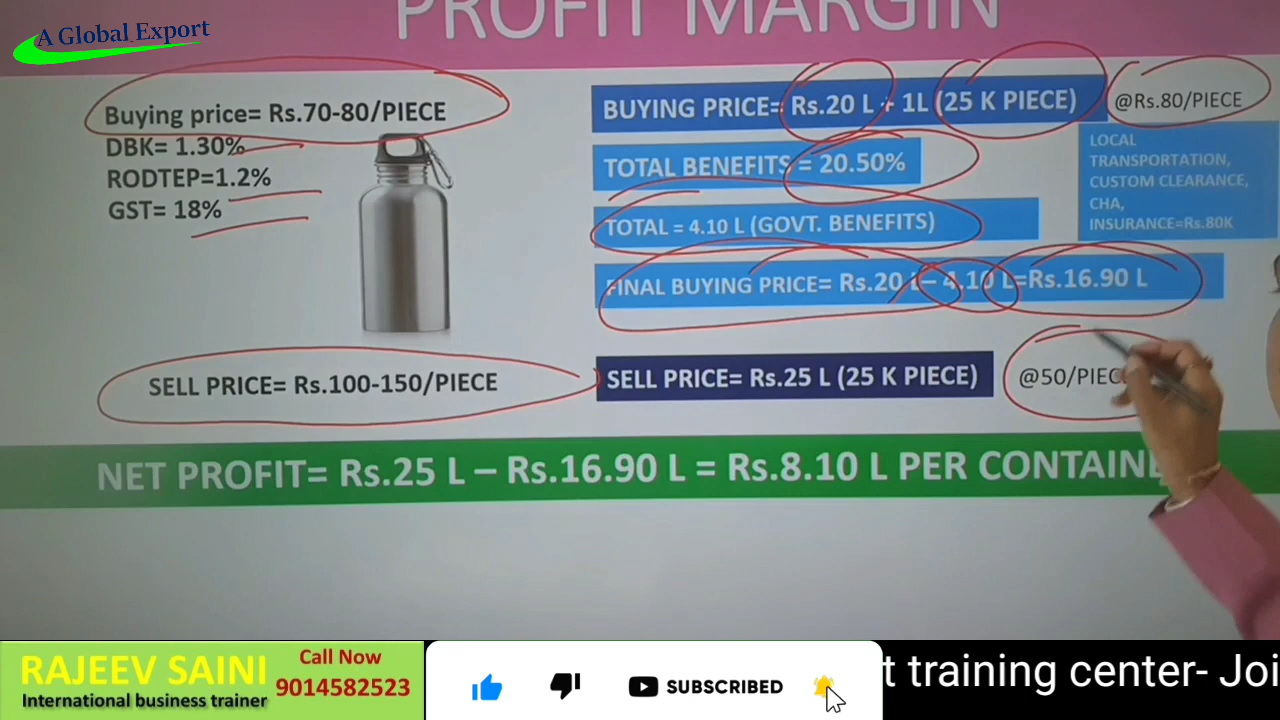 PROFIT MARGIN
A Global Export
Buying price= Rs.70-80/PIECE
DBK= 1.30%
RODTEP=1.2%
GST= 18%
BUYING PRICE= Rs.20 L + 1L (25 K PIECE)
@Rs.80/PIECE
TOTAL BENEFITS = 20.50%
TOTAL = 4.10 L (GOVT. BENEFITS)
LOCAL
TRANSPORTATION,
CUSTOM CLEARANCE,
CHA,
INSURANCE=Rs.80K
FINAL BUYING PRICE= Rs.20 L– 4.10 L=Rs.16.90 L
SELL PRICE= Rs.100-150/PIECE
SELL PRICE= Rs.25 L (25 K PIECE)
@50/PIEC
NET PROFIT= Rs.25 L – Rs.16.90 L = Rs.8.10 L PER CONTAIN
RAJEEV SAINI
International business trainer
Call Now
9014582523
SUBSCRIBED
t training center- Joi